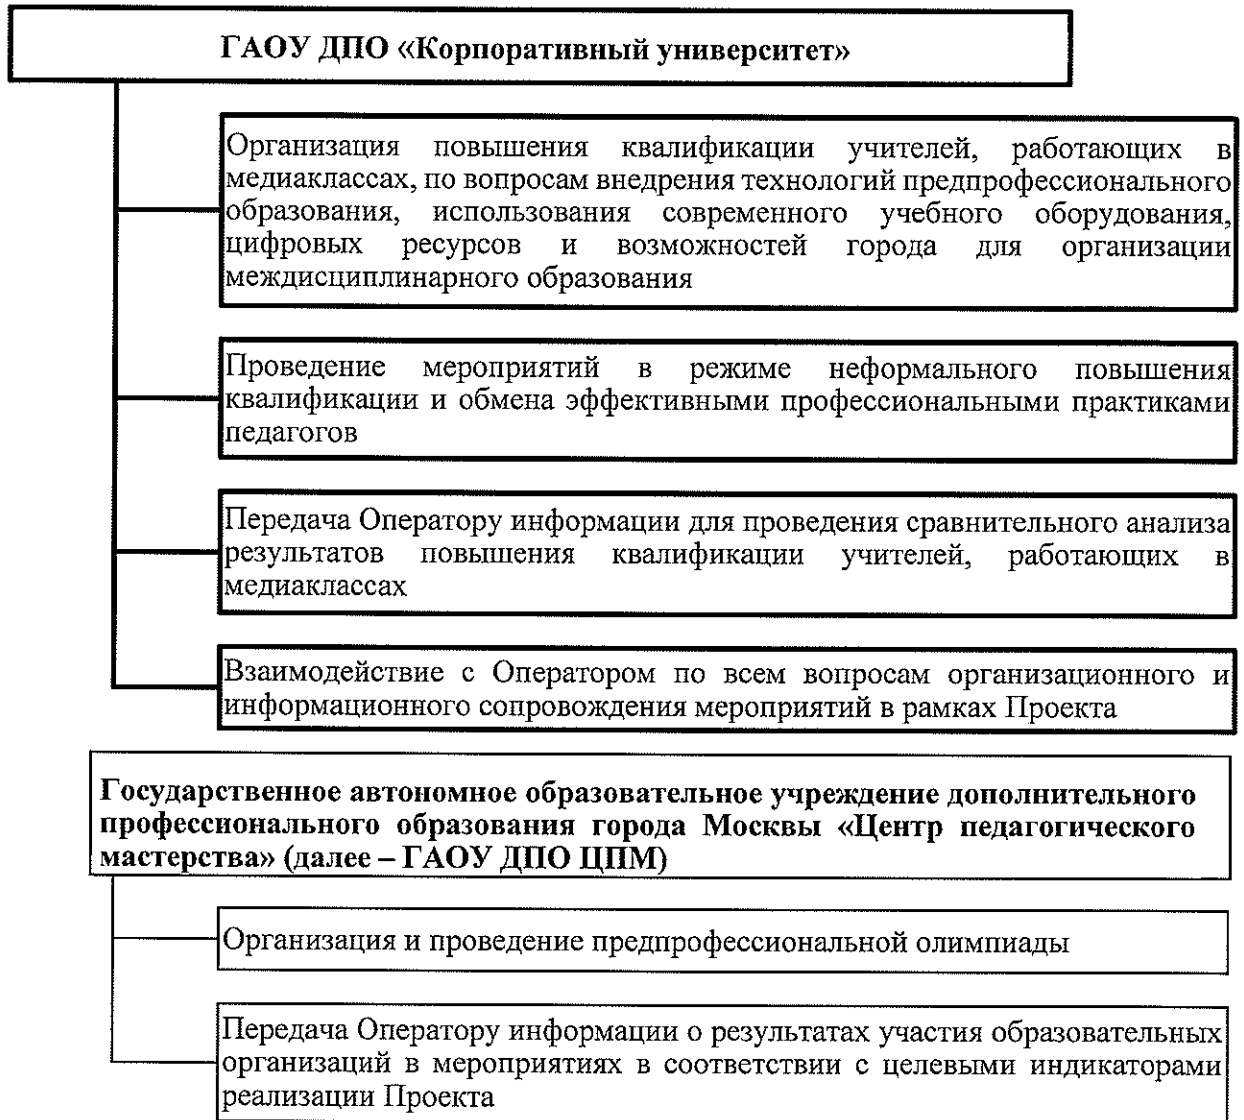 ГАОУ ДПО «Корпоративный университет»
Организация повышения квалификации учителей, работающих в
медиаклассах, по вопросам внедрения технологий предпрофессионального
образования, использования современного учебного оборудования,
цифровых ресурсов и возможностей города для организации
междисциплинарного образования
Проведение мероприятий в режиме неформального повышения
квалификации и обмена эффективными профессиональными практиками
педагогов
Передача Оператору информации для проведения сравнительного анализа
результатов повышения квалификации учителей, работающих в
медиаклассах
Взаимодействие с Оператором по всем вопросам организационного и
информационного сопровождения мероприятий в рамках Проекта
Государственное автономное образовательное учреждение дополнительного
профессионального образования города Москвы «Центр педагогического
мастерства» (далее – ГАОУ ДПО ЦПМ)
Организация и проведение предпрофессиональной олимпиады
Передача Оператору информации о результатах участия образовательных
организаций в мероприятиях в соответствии с целевыми индикаторами
реализации Проекта